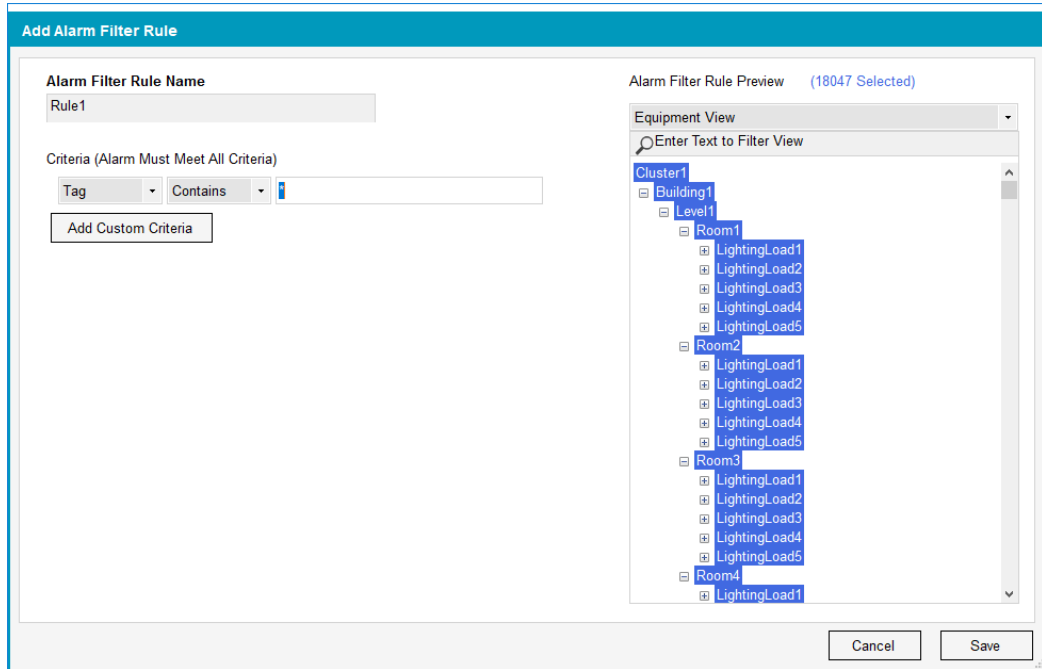 Add Alarm Filter Rule
Alarm Filter Rule Name
Rule1
Criteria (Alarm Must Meet All Criteria)
Tag Contains *
Add Custom Criteria
Alarm Filter Rule Preview (18047 Selected)
Equipment View
Enter Text to Filter View
Cluster1
Building1
Level1
Room1
LightingLoad1
LightingLoad2
LightingLoad3
LightingLoad4
LightingLoad5
Room2
LightingLoad1
LightingLoad2
LightingLoad3
LightingLoad4
LightingLoad5
Room3
LightingLoad1
LightingLoad2
LightingLoad3
LightingLoad4
LightingLoad5
Room4
LightingLoad1
Cancel Save